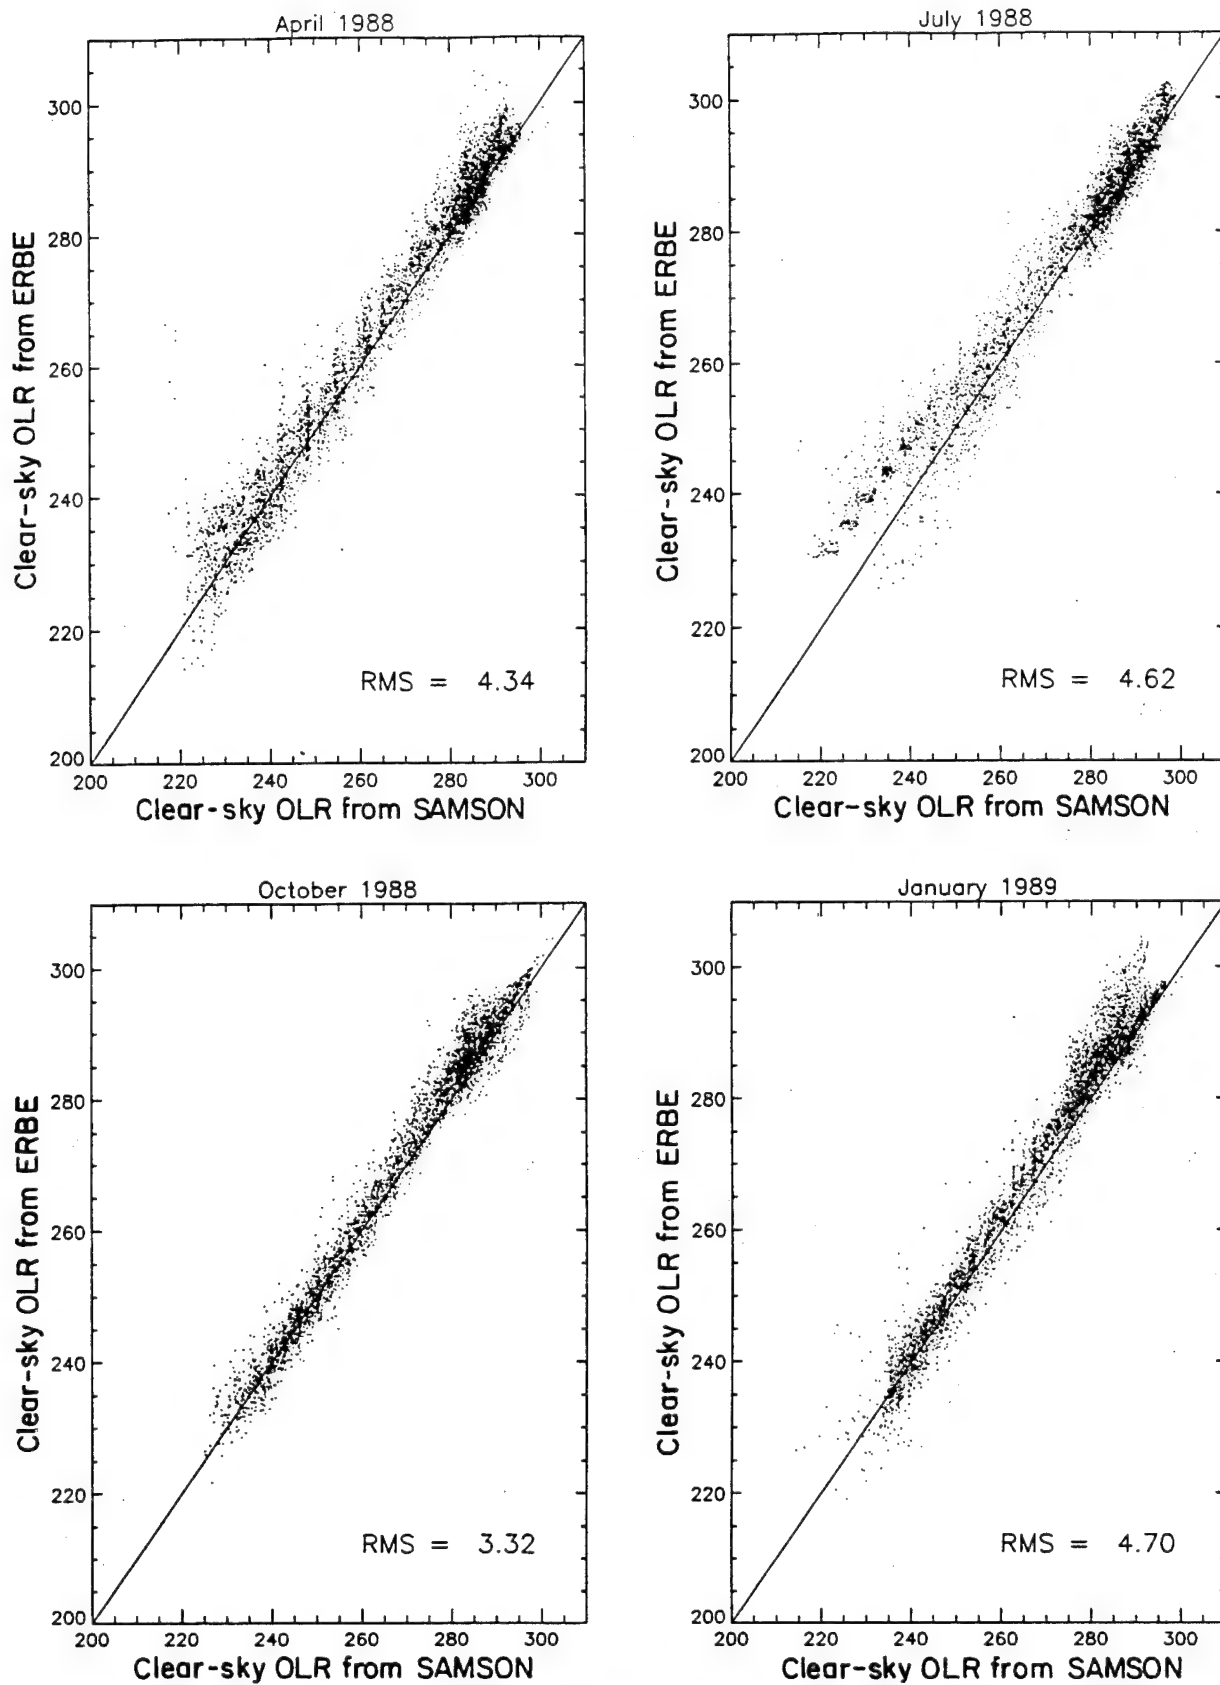 April 1988
300
280
260
240
220
200
Clear-sky OLR from ERBE
RMS = 4.34
200 220 240 260 280 300
Clear-sky OLR from SAMSON
July 1988
300
280
260
240
220
200
Clear-sky OLR from ERBE
RMS = 4.62
200 220 240 260 280 300
Clear-sky OLR from SAMSON
October 1988
300
280
260
240
220
200
Clear-sky OLR from ERBE
RMS = 3.32
200 220 240 260 280 300
Clear-sky OLR from SAMSON
January 1989
300
280
260
240
220
200
Clear-sky OLR from ERBE
RMS = 4.70
200 220 240 260 280 300
Clear-sky OLR from SAMSON